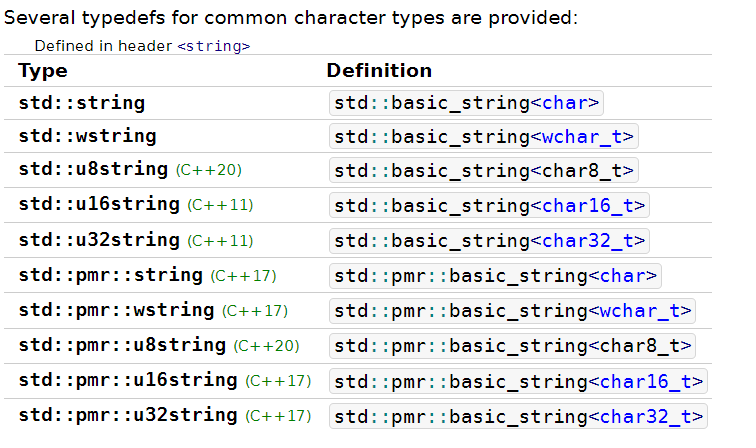 Several typedefs for common character types are provided:
Defined in header <string>
Type Definition
std::string std::basic_string<char>
std::wstring std::basic_string<wchar_t>
std::u8string (C++20) std::basic_string<char8_t>
std::u16string (C++11) std::basic_string<char16_t>
std::u32string (C++11) std::basic_string<char32_t>
std::pmr::string (C++17) std::pmr::basic_string<char>
std::pmr::wstring (C++17) std::pmr::basic_string<wchar_t>
std::pmr::u8string (C++20) std::pmr::basic_string<char8_t>
std::pmr::u16string (C++17) std::pmr::basic_string<char16_t>
std::pmr::u32string (C++17) std::pmr::basic_string<char32_t>